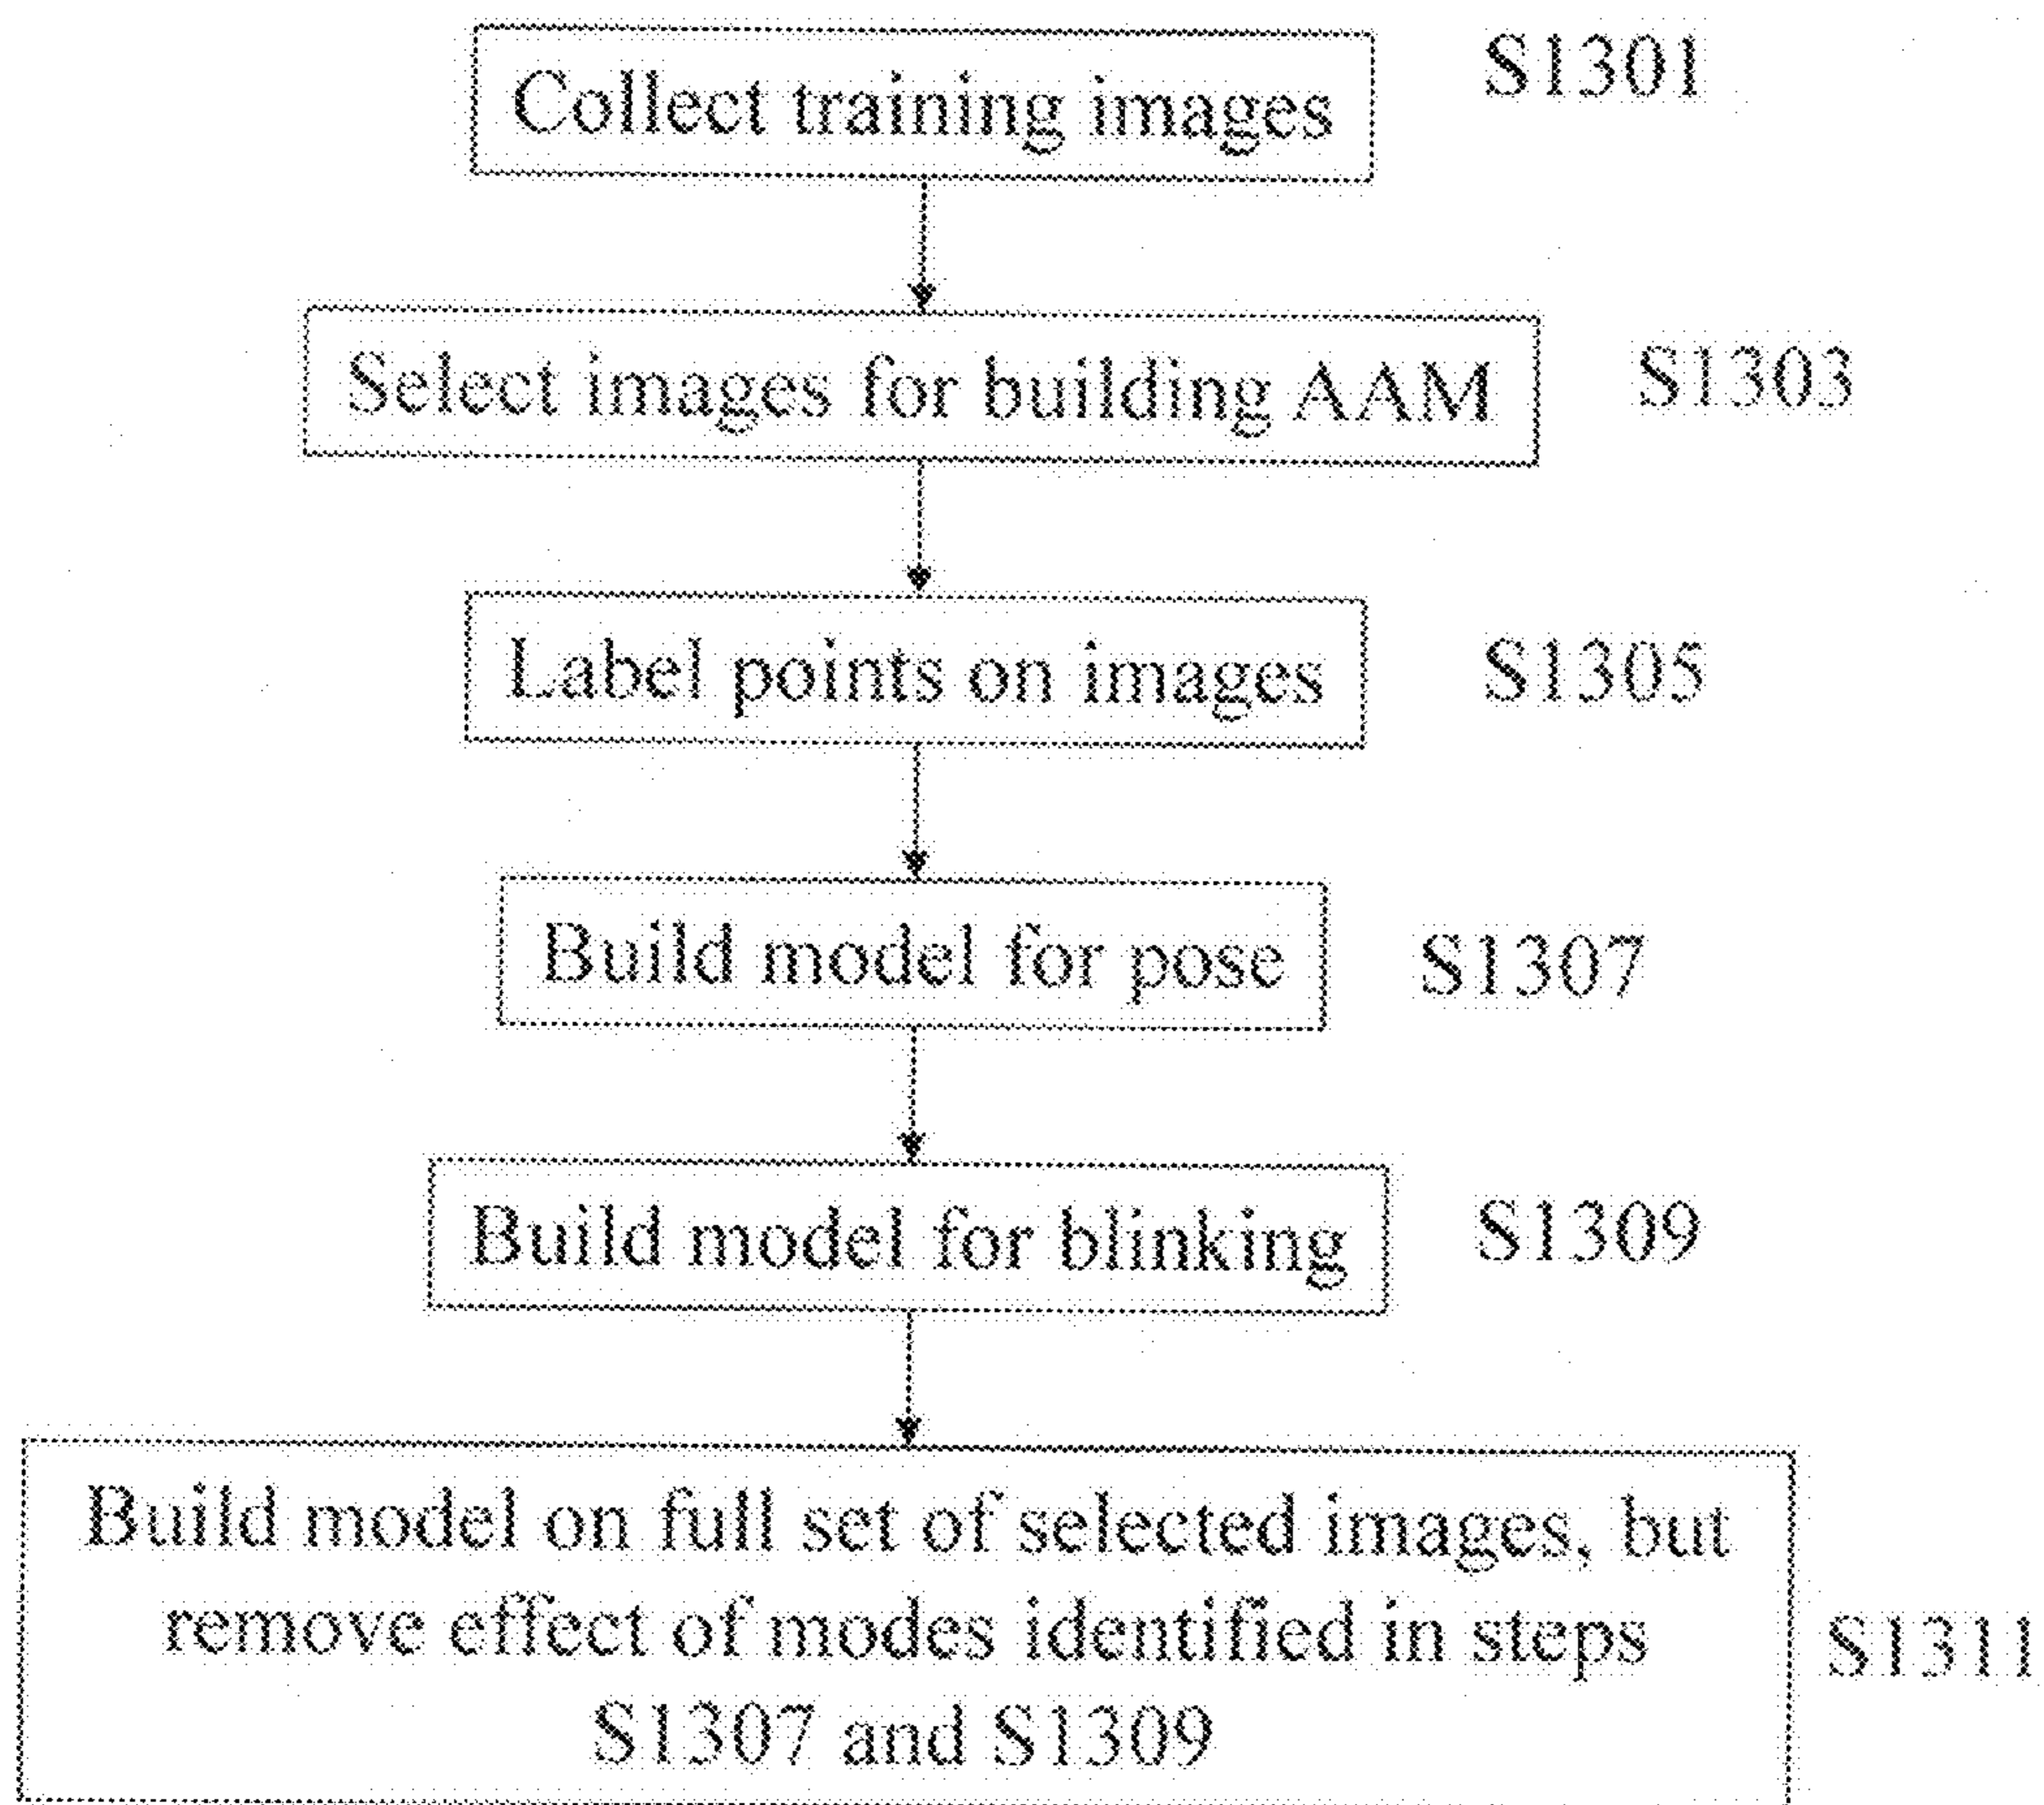 Collect training images
S1301
Select images for building AAM
S1303
Label points on images
S1305
Build model for pose
S1307
Build model for blinking
S1309
Build model on full set of selected images, but
remove effect of modes identified in steps
S1307 and S1309
S1311